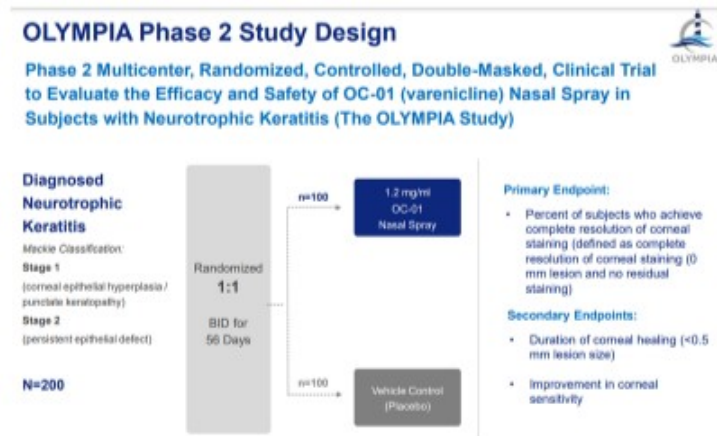 OLYMPIA Phase 2 Study Design
OLYMPIA
Phase 2 Multicenter, Randomized, Controlled, Double-Masked, Clinical Trial
to Evaluate the Efficacy and Safety of OC-01 (varenicline) Nasal Spray in
Subjects with Neurotrophic Keratitis (The OLYMPIA Study)
Diagnosed
Neurotrophic
Keratitis
Mackie Classification:
Stage 1
(corneal epithelial hyperplasia /
punctate keratopathy)
Stage 2
(persistent epithelial defect)
N=200
Randomized
1:1
BID for
56 Days
n=100
1.2 mg/ml
OC-01
Nasal Spray
n=100
Vehicle Control
(Placebo)
Primary Endpoint:
• Percent of subjects who achieve
complete resolution of corneal
staining (defined as complete
resolution of corneal staining (0
mm lesion and no residual
staining)
Secondary Endpoints:
• Duration of corneal healing (<0.5
mm lesion size)
• Improvement in corneal
sensitivity